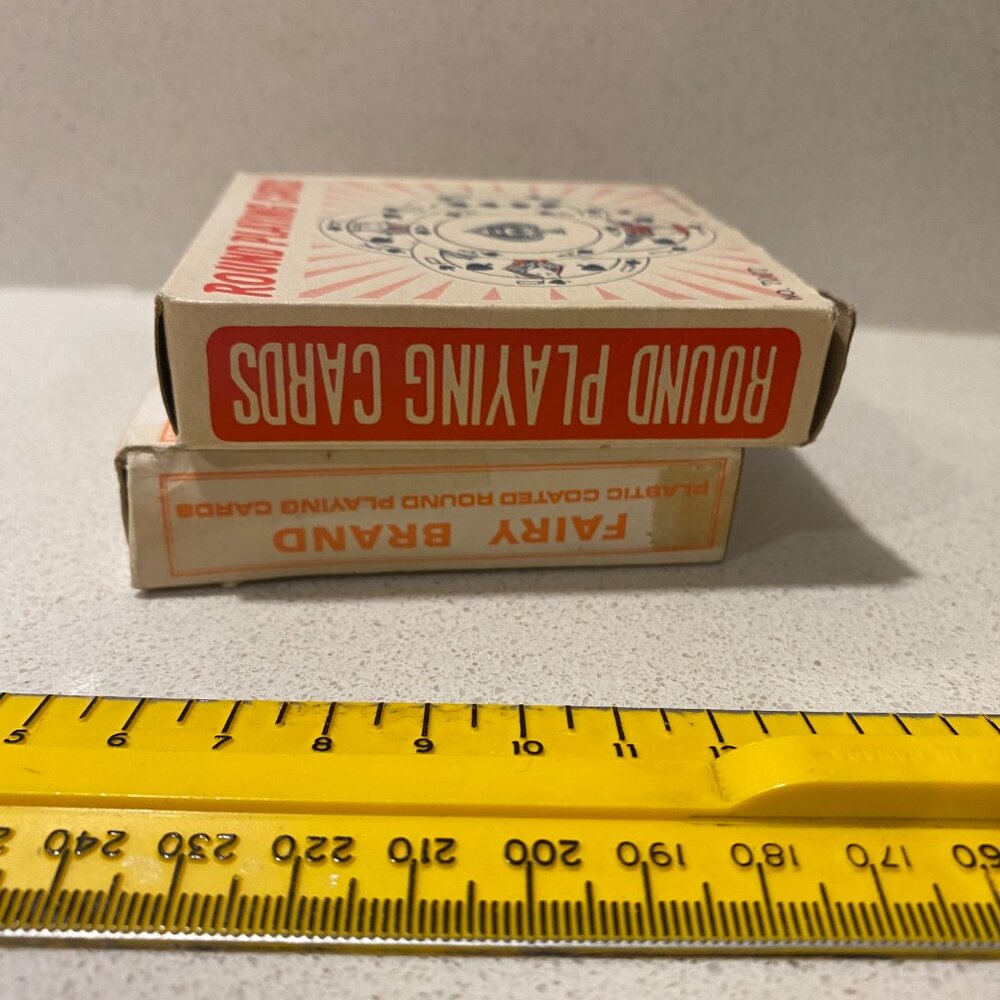 ROUND PLAYING CARDS
ROUND PLAYING CARDS
FAIRY BRAND
PLASTIC COATED ROUND PLAYING CARDS
5 6 7 8 9 10 11
240 230 220 210 200 190 180 170 160